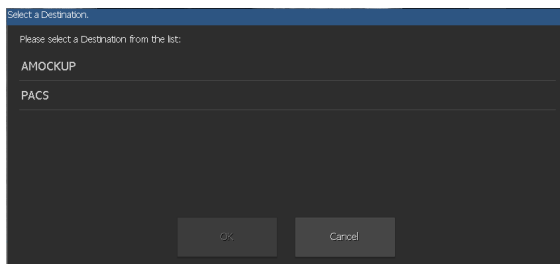 Select a Destination.
Please select a Destination from the list:
AMOCKUP
PACS
OK
Cancel